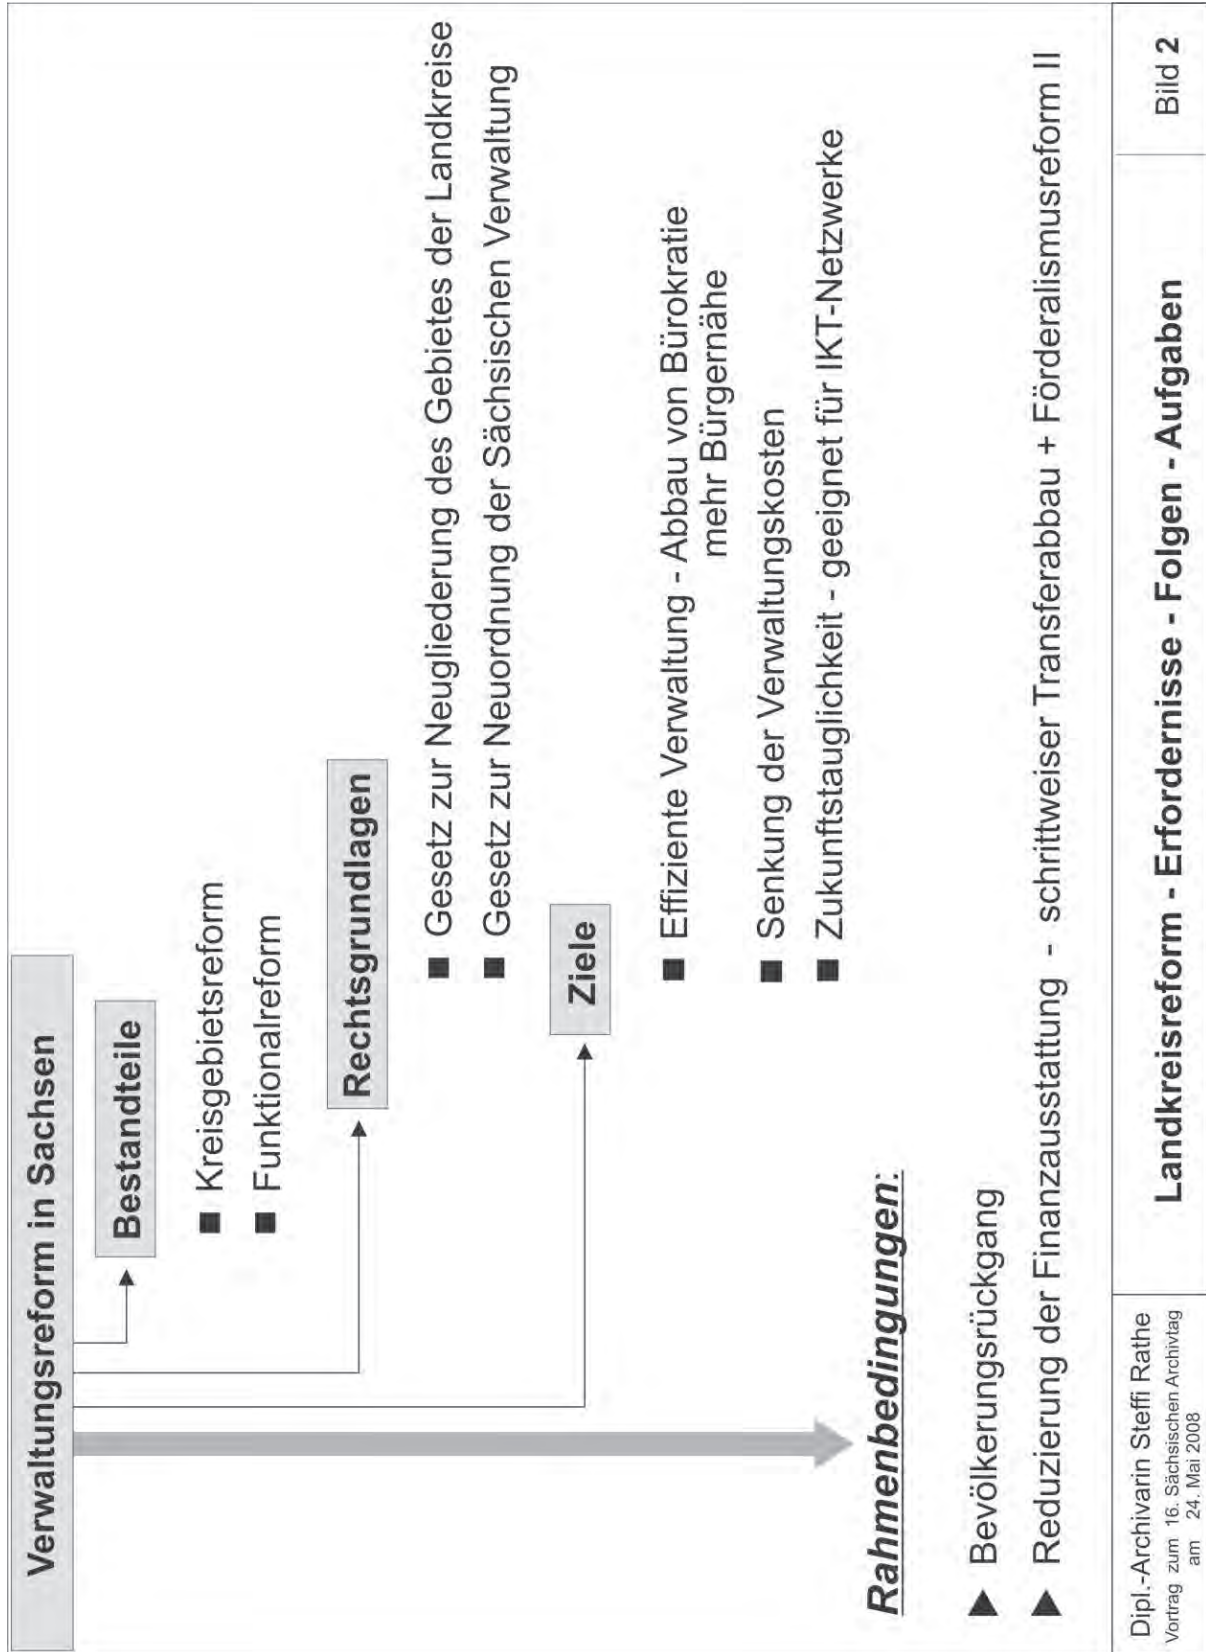 Verwaltungsreform in Sachsen
Bestandteile
■ Kreisgebietsreform
■ Funktionalreform
Rechtsgrundlagen
■ Gesetz zur Neugliederung des Gebietes der Landkreise
■ Gesetz zur Neuordnung der Sächsischen Verwaltung
Ziele
■ Effiziente Verwaltung - Abbau von Bürokratie
mehr Bürgernähe
■ Senkung der Verwaltungskosten
■ Zukunftstauglichkeit - geeignet für IKT-Netzwerke
Rahmenbedingungen:
▶ Bevölkerungsrückgang
▶ Reduzierung der Finanzausstattung - schrittweiser Transferabbau + Förderalismusreform II
Dipl.-Archivarin Steffi Rathe
Vortrag zum 16. Sächsischen Archivtag
am 24. Mai 2008
Landkreisreform - Erfordernisse - Folgen - Aufgaben
Bild 2